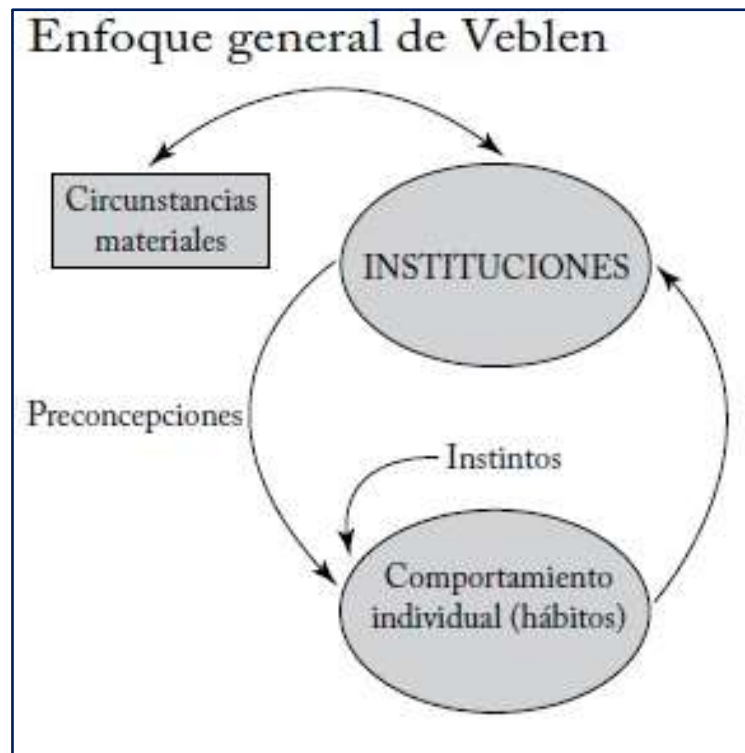 Enfoque general de Veblen
Circunstancias
materiales
INSTITUCIONES
Preconcepciones
Instintos
Comportamiento
individual (hábitos)